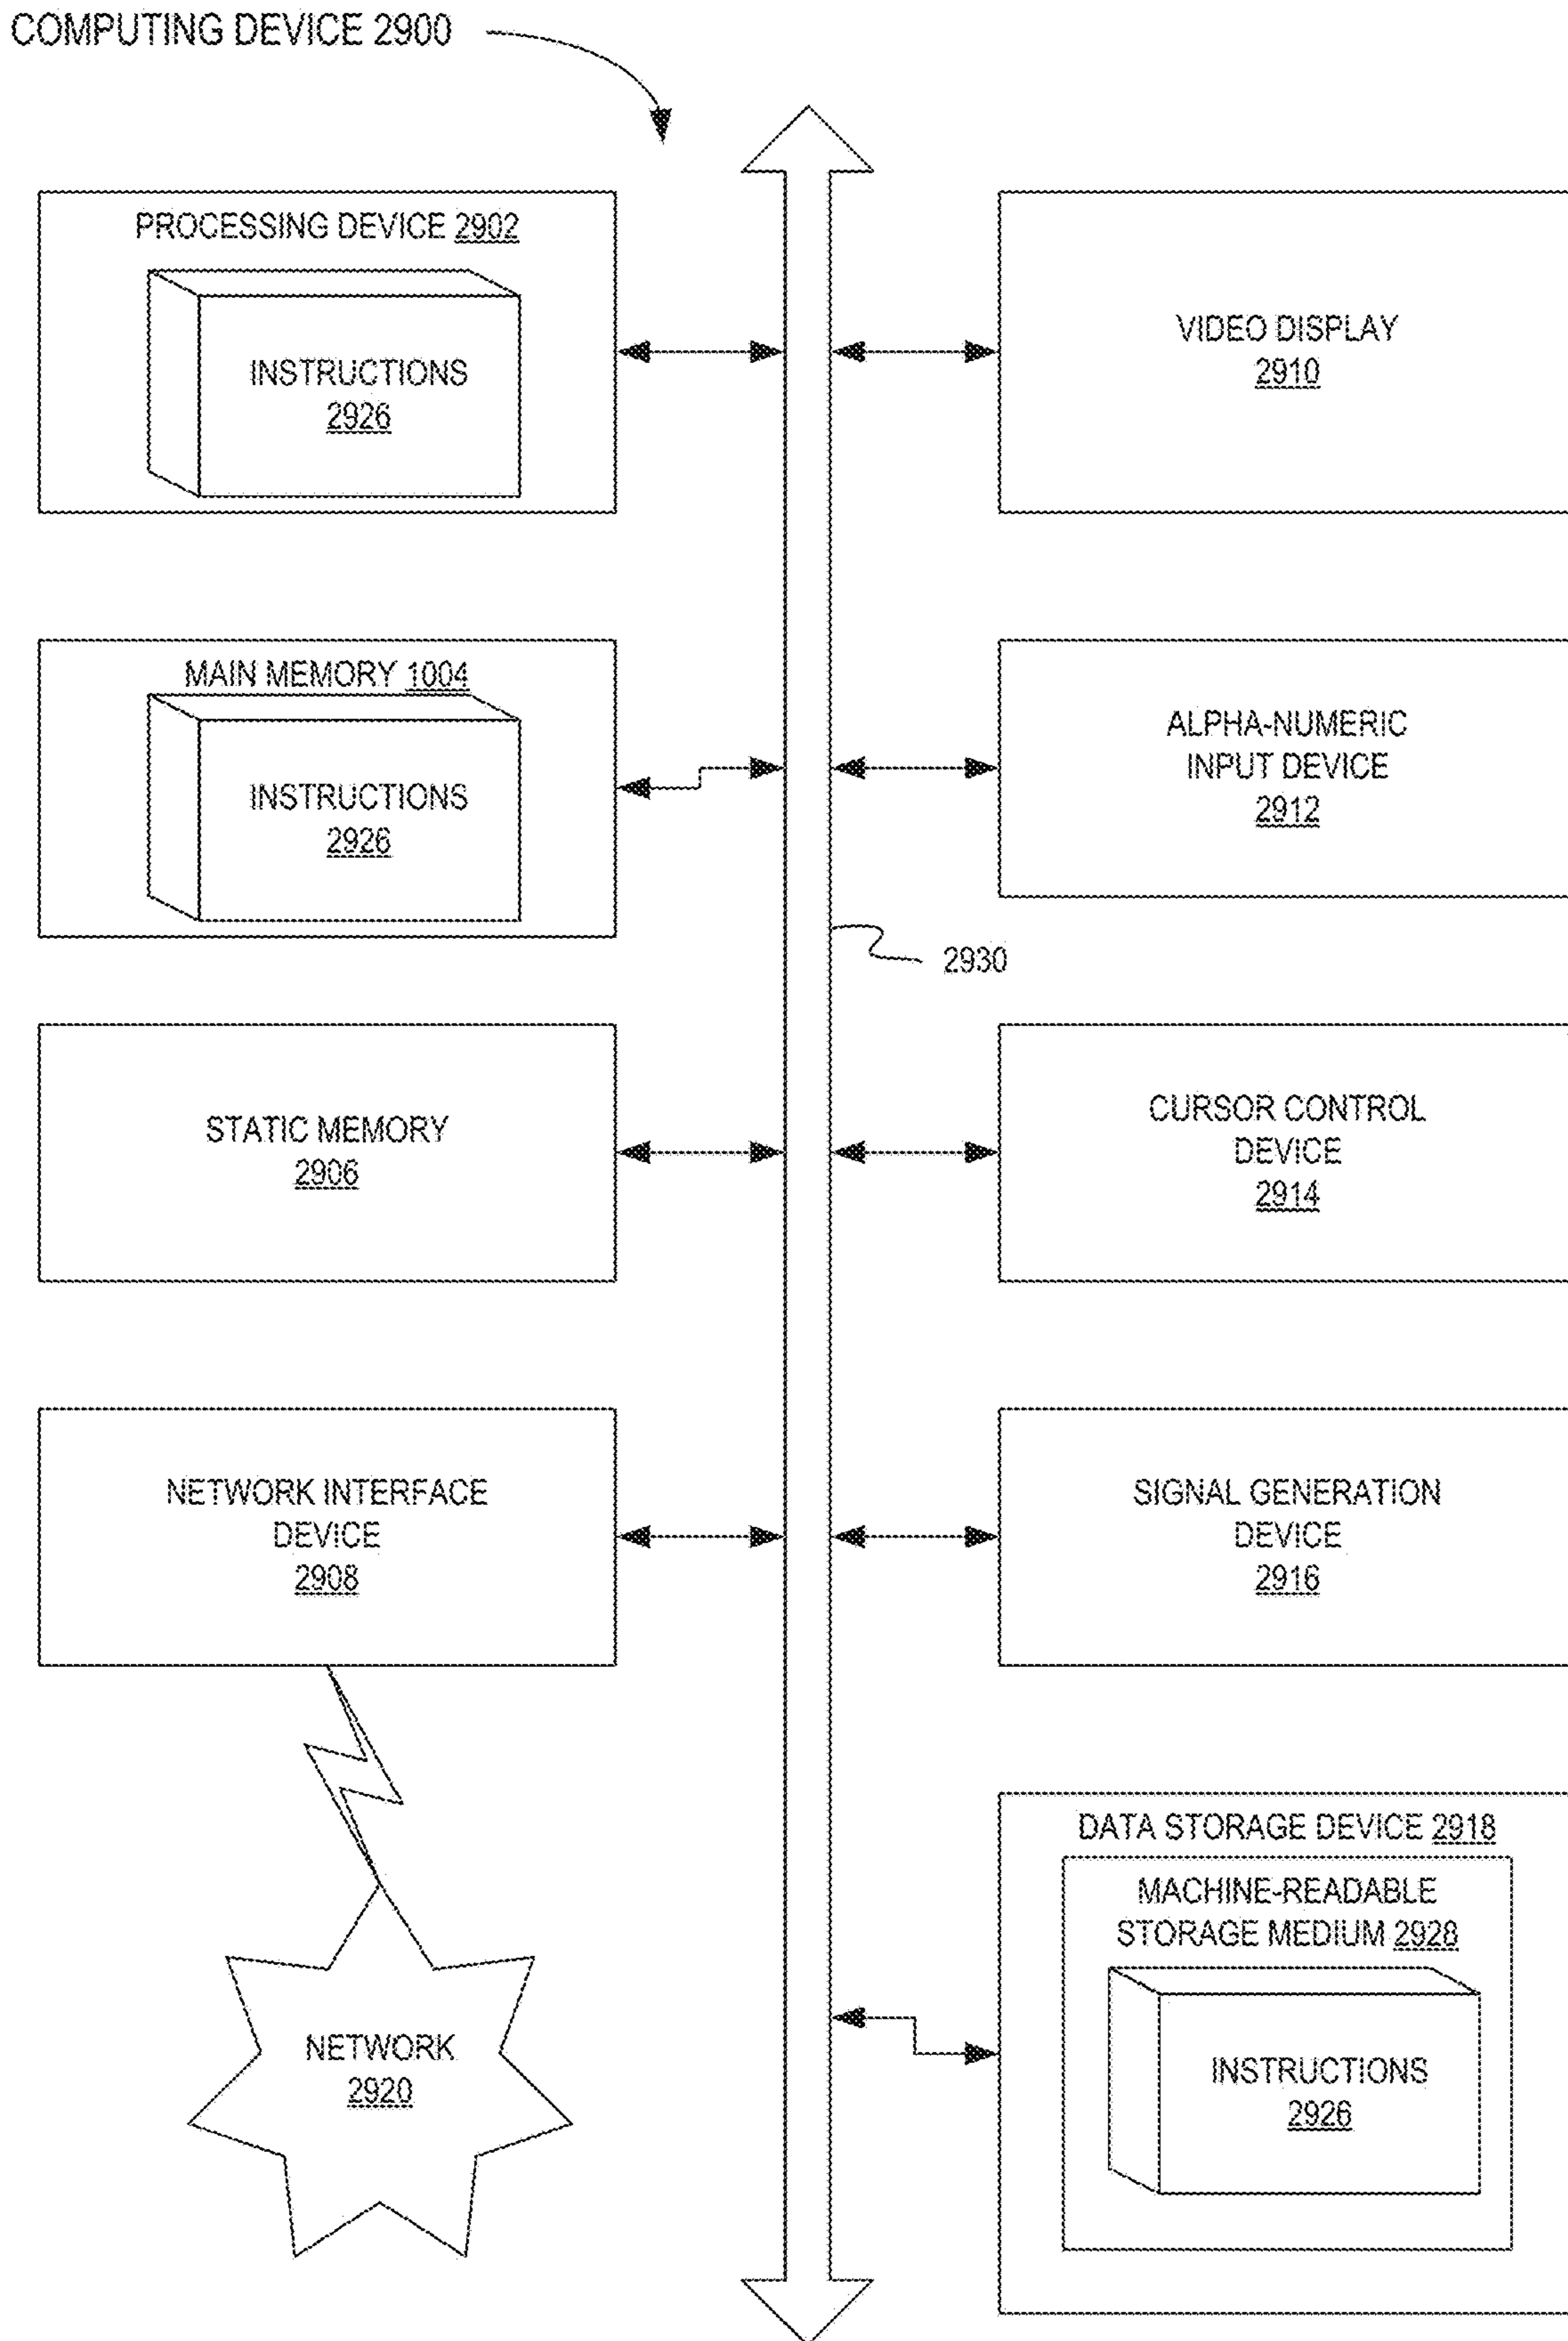 COMPUTING DEVICE 2900
PROCESSING DEVICE 2902
INSTRUCTIONS
2926
VIDEO DISPLAY
2910
MAIN MEMORY 1004
INSTRUCTIONS
2926
ALPHA-NUMERIC
INPUT DEVICE
2912
2930
STATIC MEMORY
2906
CURSOR CONTROL
DEVICE
2914
NETWORK INTERFACE
DEVICE
2908
SIGNAL GENERATION
DEVICE
2916
DATA STORAGE DEVICE 2918
MACHINE-READABLE
STORAGE MEDIUM 2928
INSTRUCTIONS
2926
NETWORK
2920